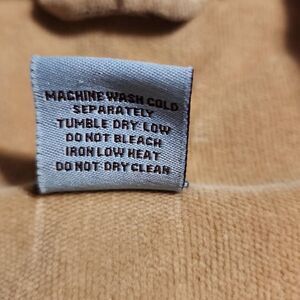 MACHINE WASH COLD
SEPARATELY
TUMBLE DRY LOW
DO NOT BLEACH
IRON LOW HEAT
DO NOT DRY CLEAN